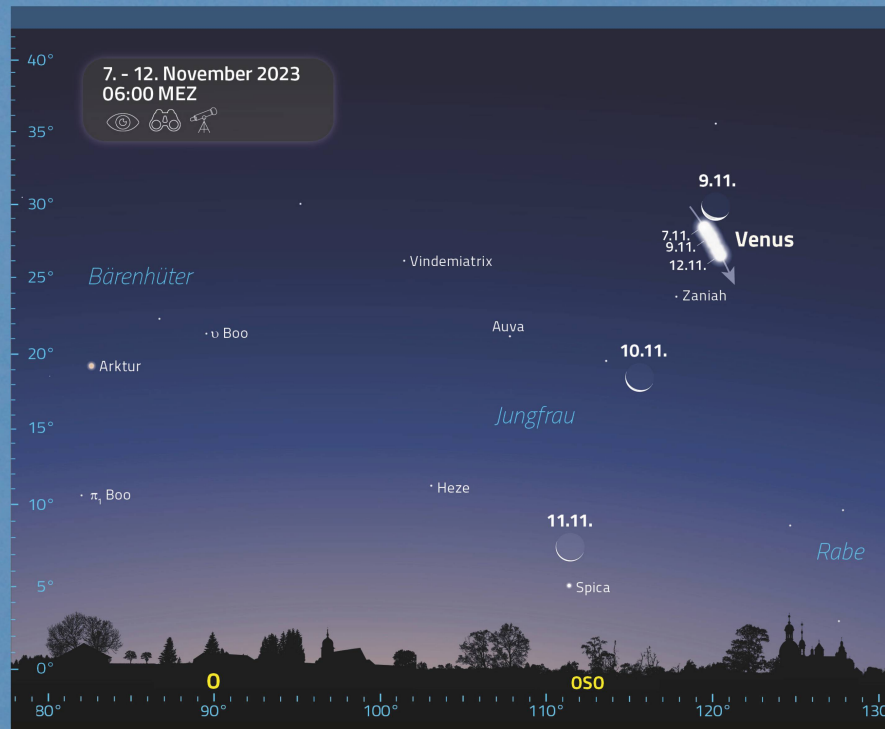 7. - 12. November 2023
06:00 MEZ
40°
35°
30°
25°
20°
15°
10°
5°
0°
9.11.
7.11.
9.11.
12.11.
Venus
Zaniah
Vindemiatrix
Bärenhüter
υ Boo
Auva
10.11.
Arktur
Jungfrau
π1 Boo
Heze
11.11.
Rabe
Spica
O
OSO
80°
90°
100°
110°
120°
130